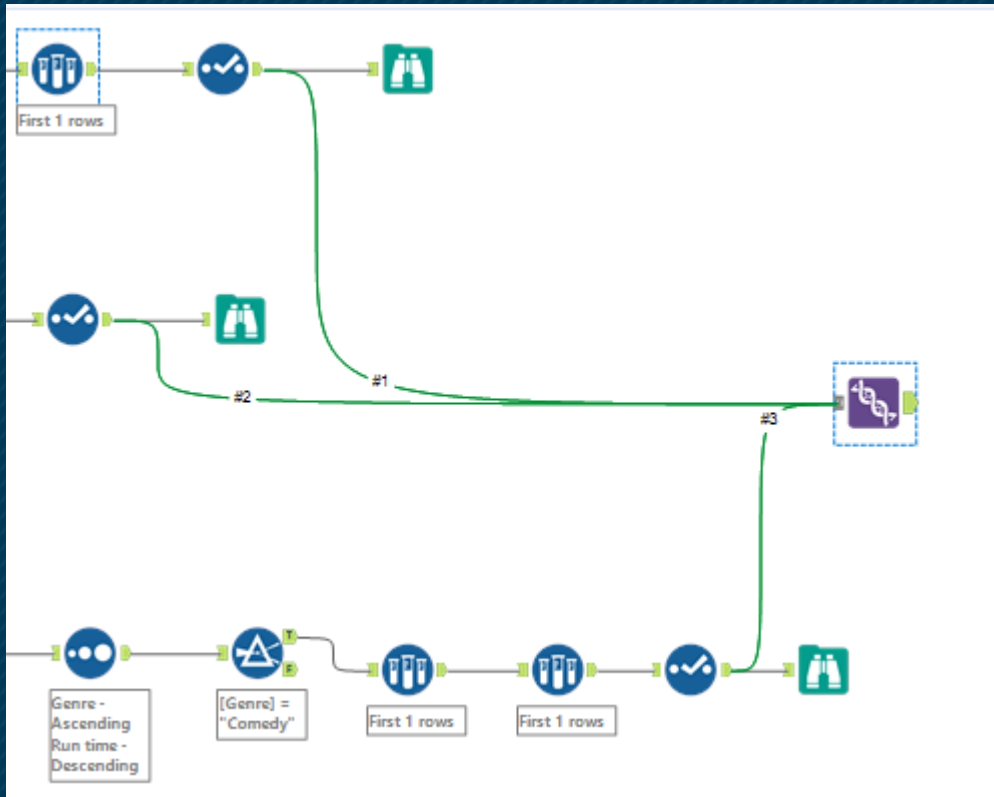 First 1 rows
#1
#2
#3
T
F
Genre -
Ascending
Run time -
Descending
[Genre] =
"Comedy"
First 1 rows
First 1 rows